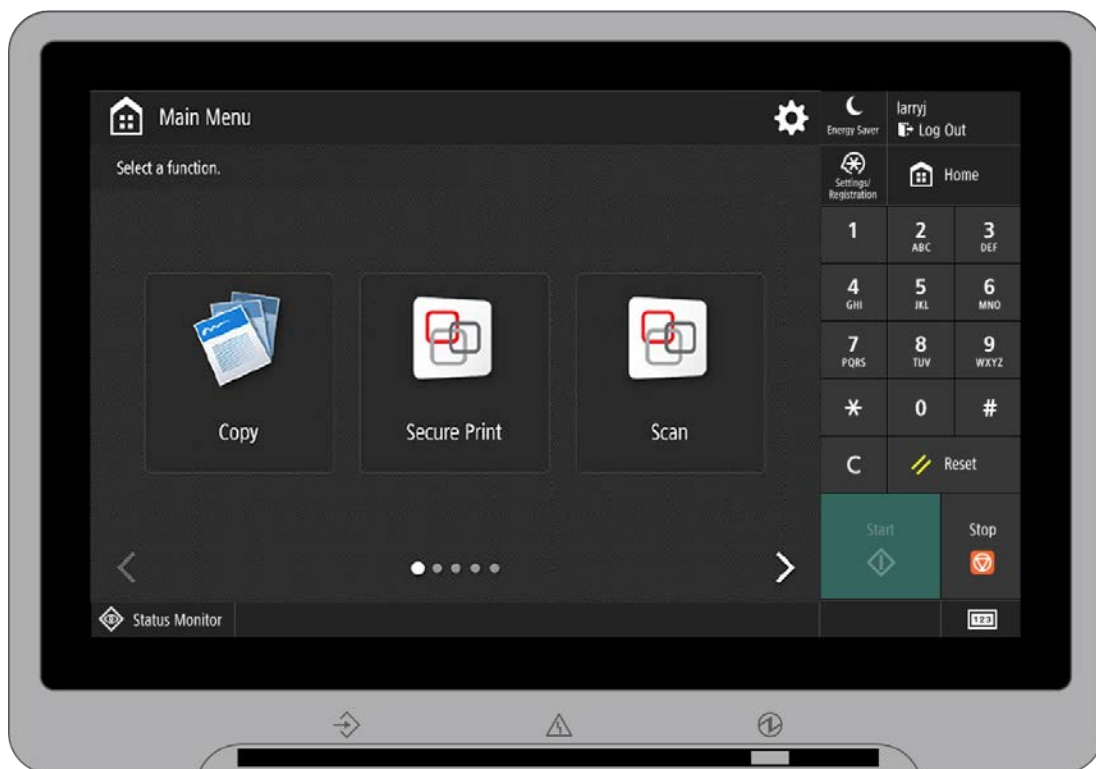 Main Menu
Select a function.
Copy
Secure Print
Scan
Status Monitor
Energy Saver
larryj
Log Out
Settings/
Registration
Home
1
2
ABC
3
DEF
4
GHI
5
JKL
6
MNO
7
PQRS
8
TUV
9
WXYZ
*
0
#
C
Reset
Start
Stop
123